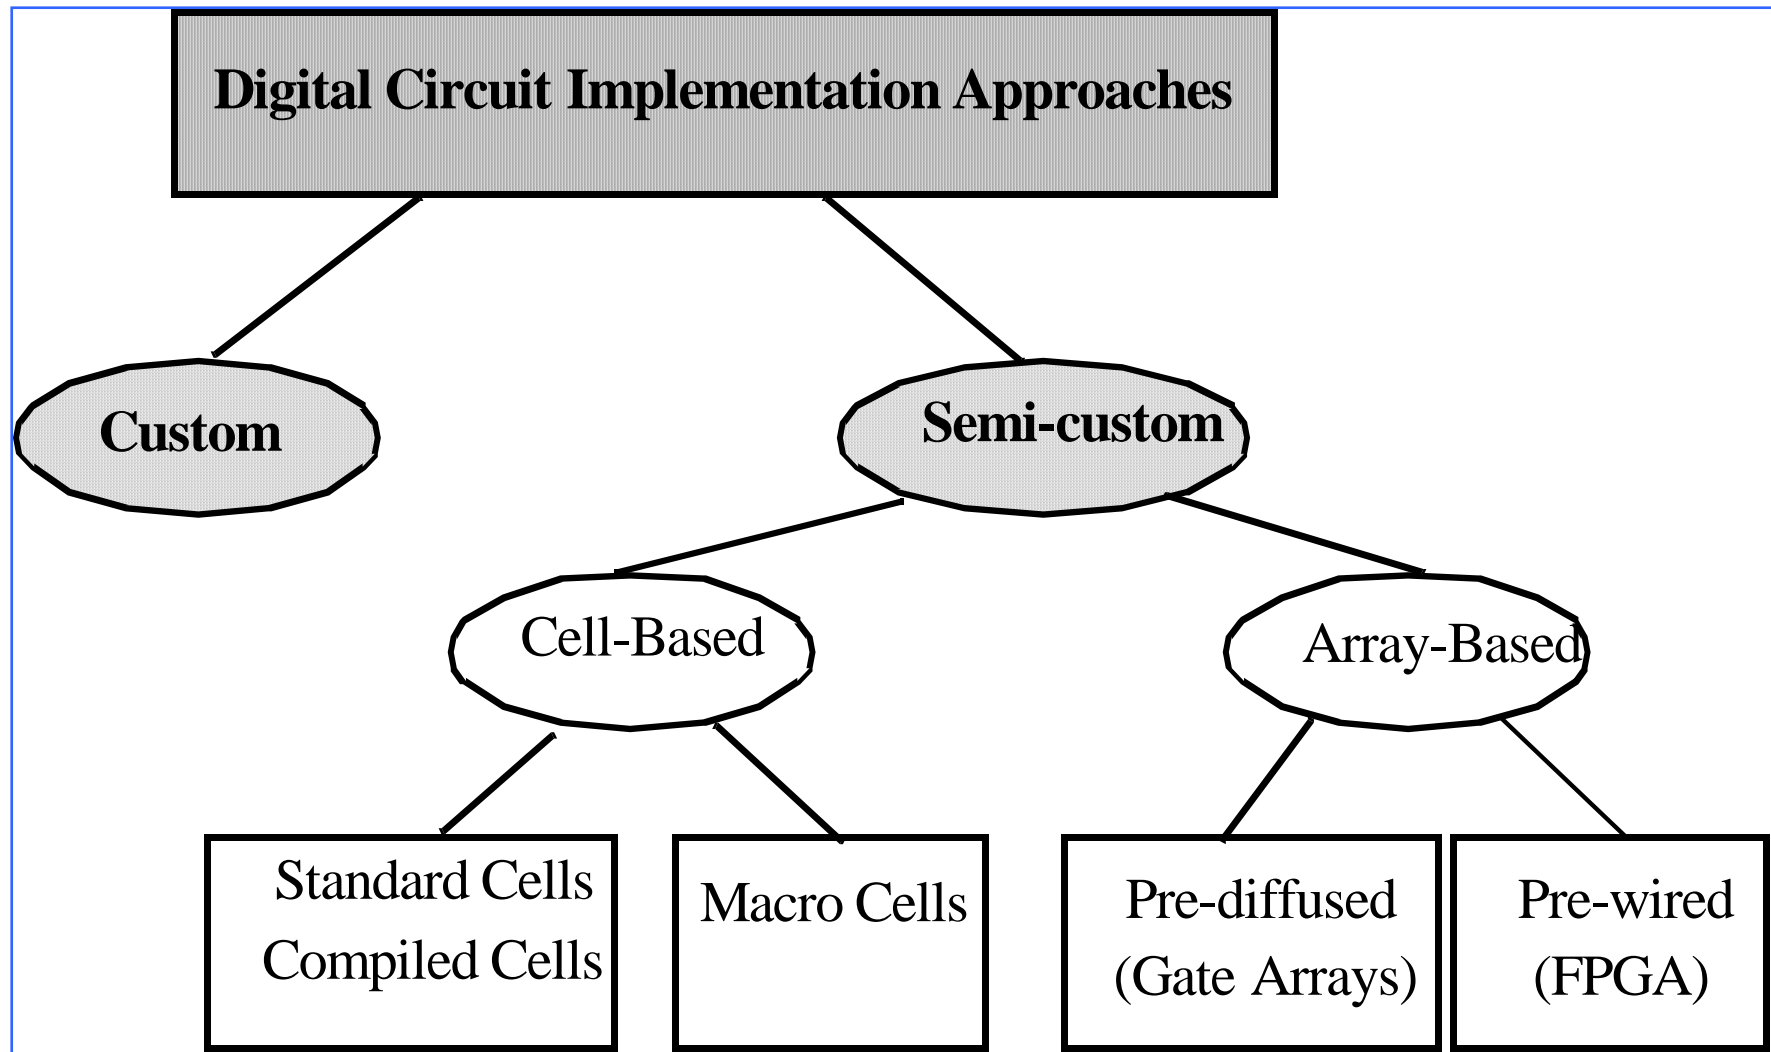 Digital Circuit Implementation Approaches
Custom
Semi-custom
Cell-Based
Array-Based
Standard Cells
Compiled Cells
Macro Cells
Pre-diffused
(Gate Arrays)
Pre-wired
(FPGA)